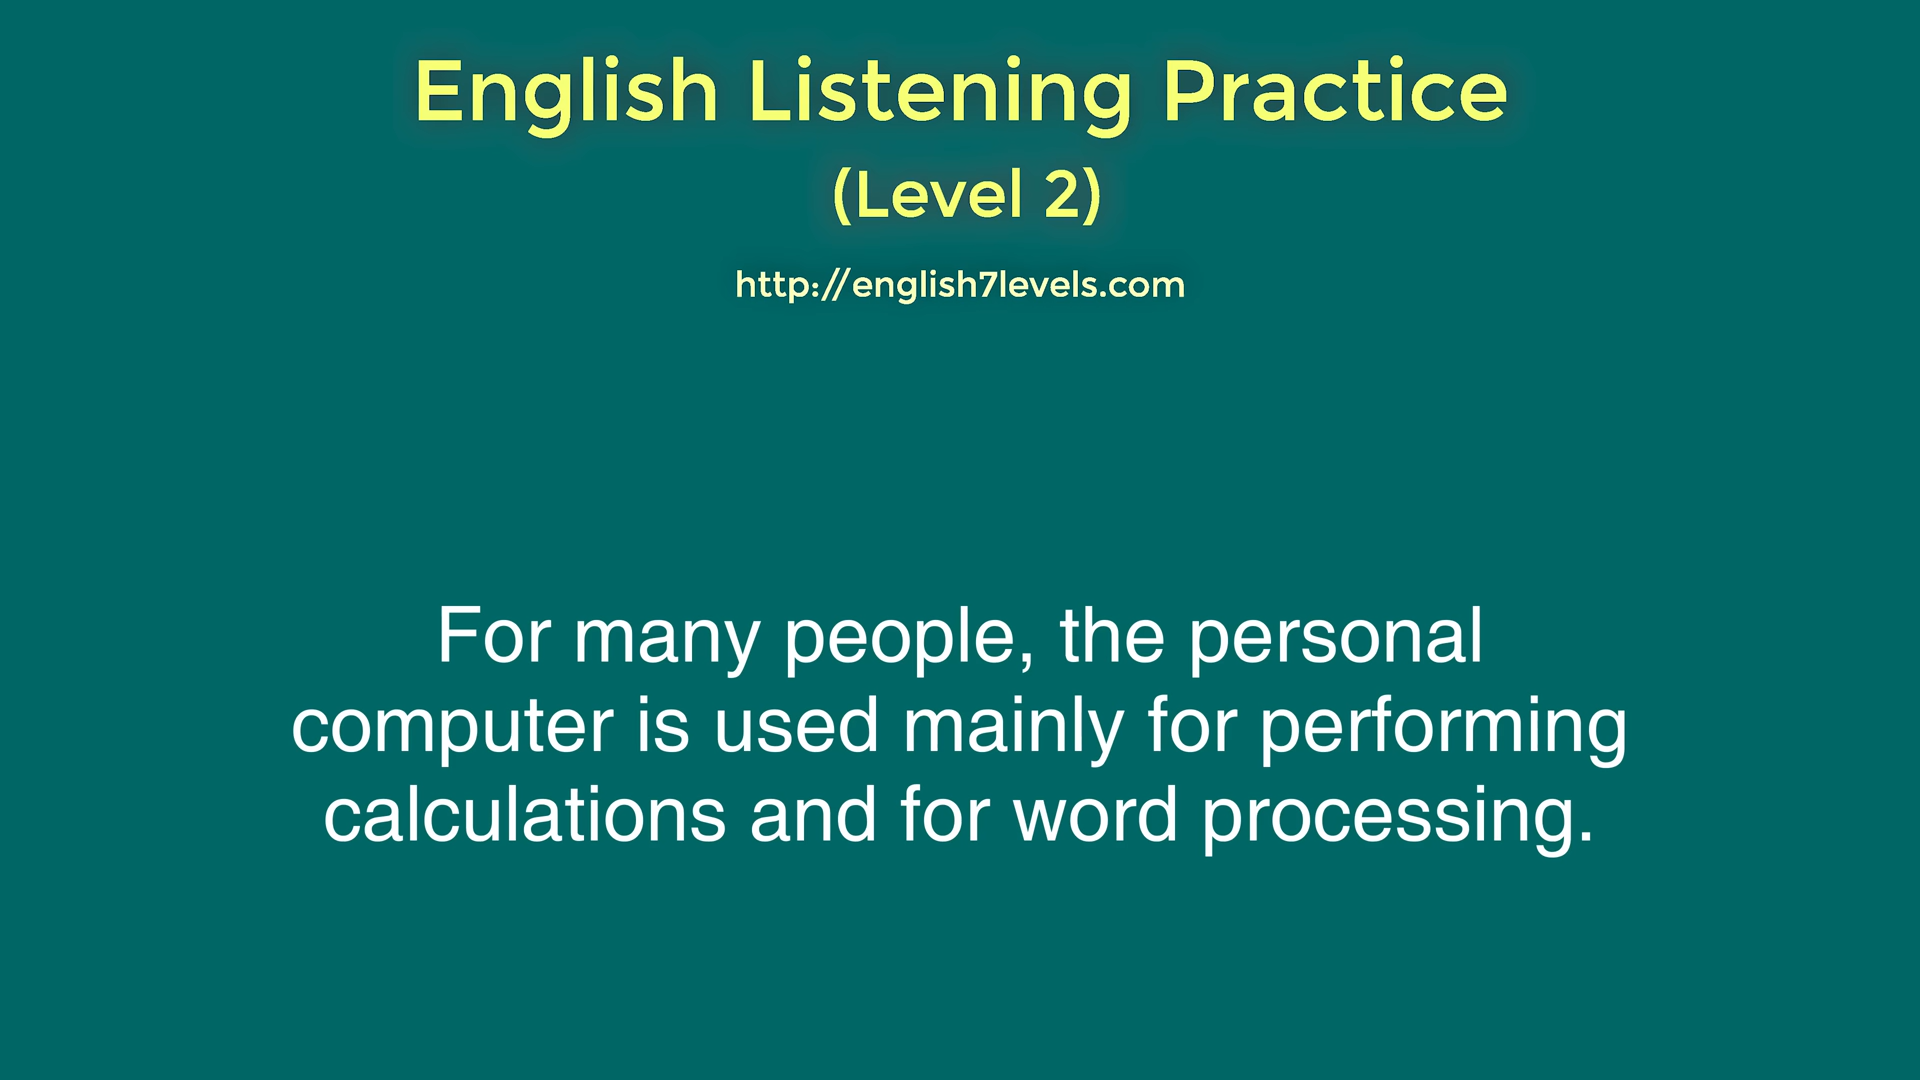 English Listening Practice
(Level 2)
http://english7levels.com
For many people, the personal
computer is used mainly for performing
calculations and for word processing.